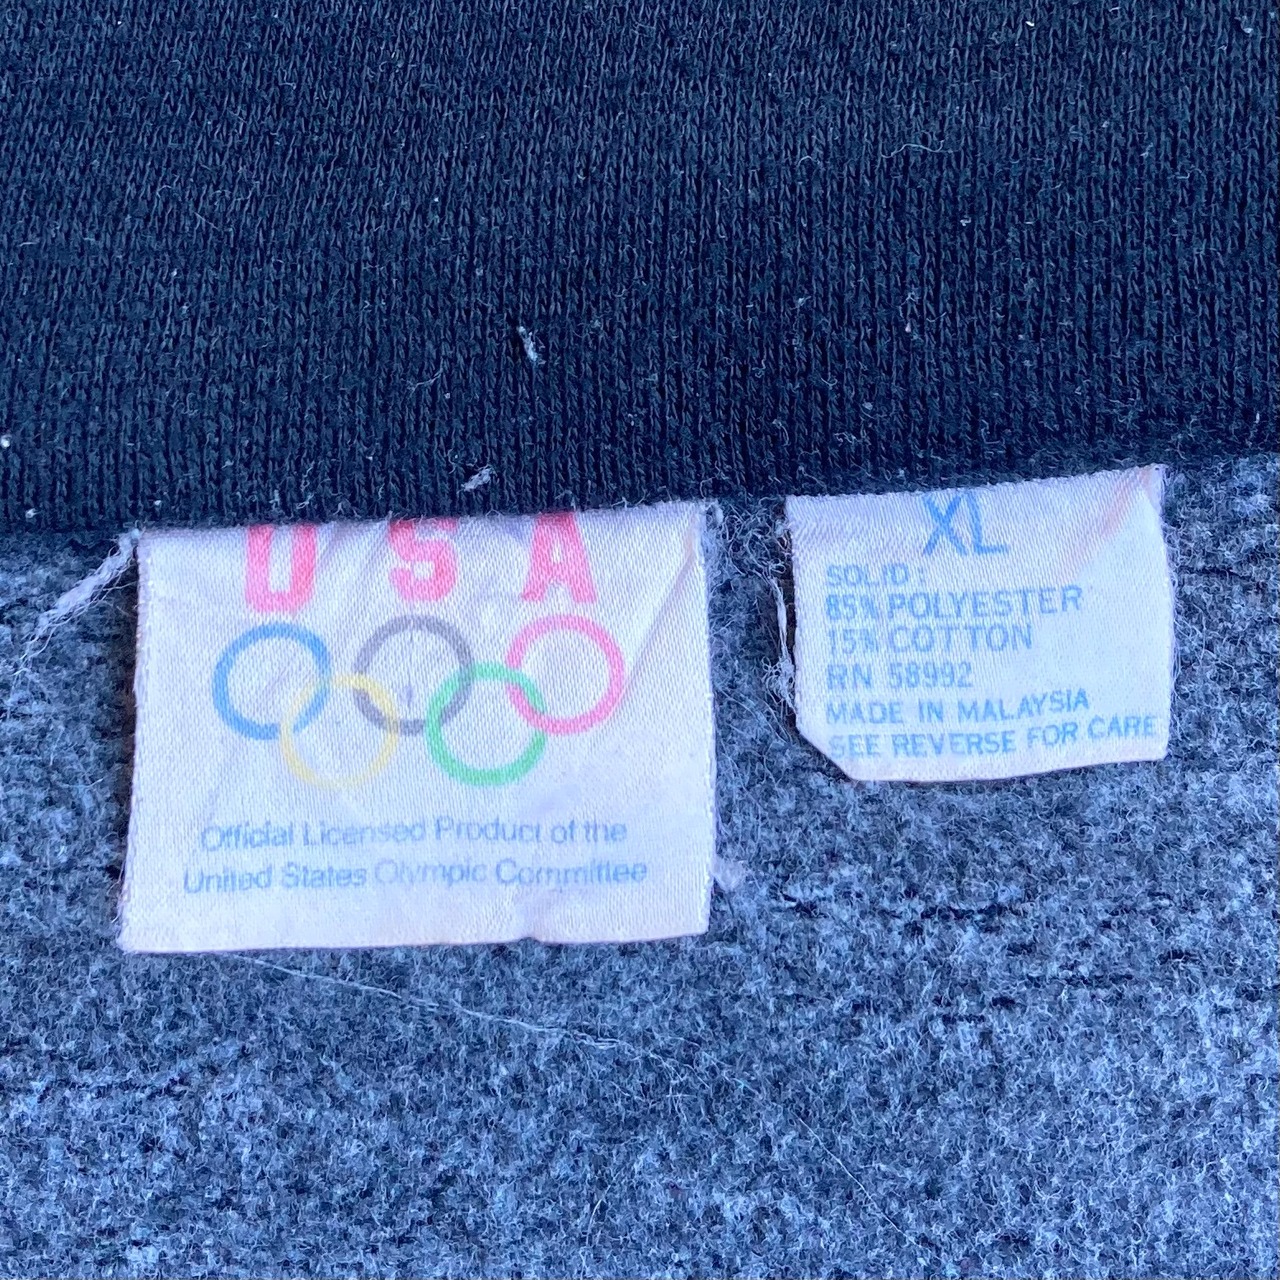 USA
Official Licensed Product of the
United States Olympic Committee
XL
SOLID:
85% POLYESTER
15% COTTON
RN 58992
MADE IN MALAYSIA
SEE REVERSE FOR CARE